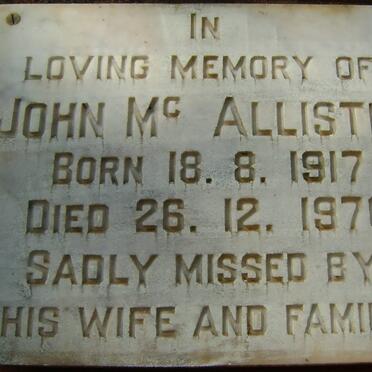 IN
LOVING MEMORY OF
JOHN Mc ALLIST
BORN 18. 8. 1917
DIED 26. 12. 197
SADLY MISSED BY
HIS WIFE AND FAMI